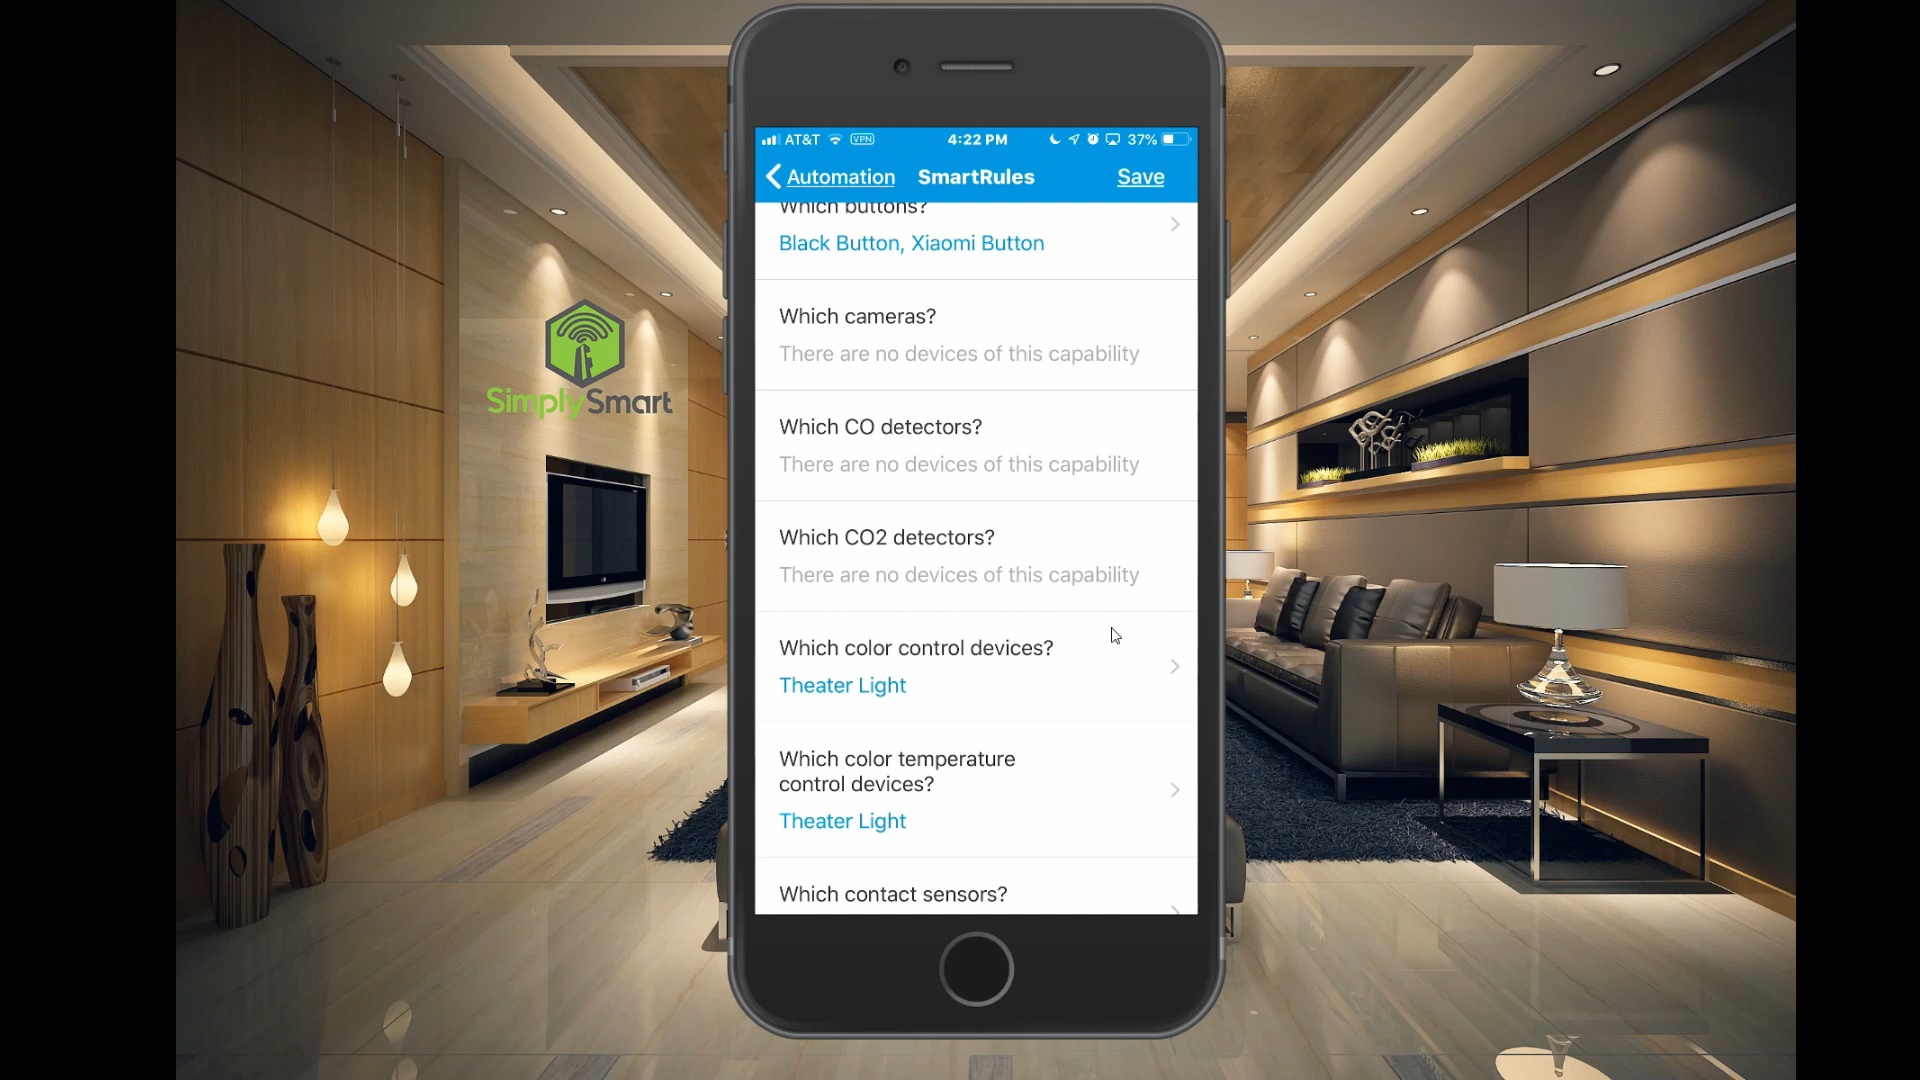 AT&T VPN 4:22 PM 37%
Automation SmartRules Save
Which buttons?
Black Button, Xiaomi Button
Which cameras?
There are no devices of this capability
Which CO detectors?
There are no devices of this capability
Which CO2 detectors?
There are no devices of this capability
Which color control devices?
Theater Light
Which color temperature
control devices?
Theater Light
Which contact sensors?
SimplySmart